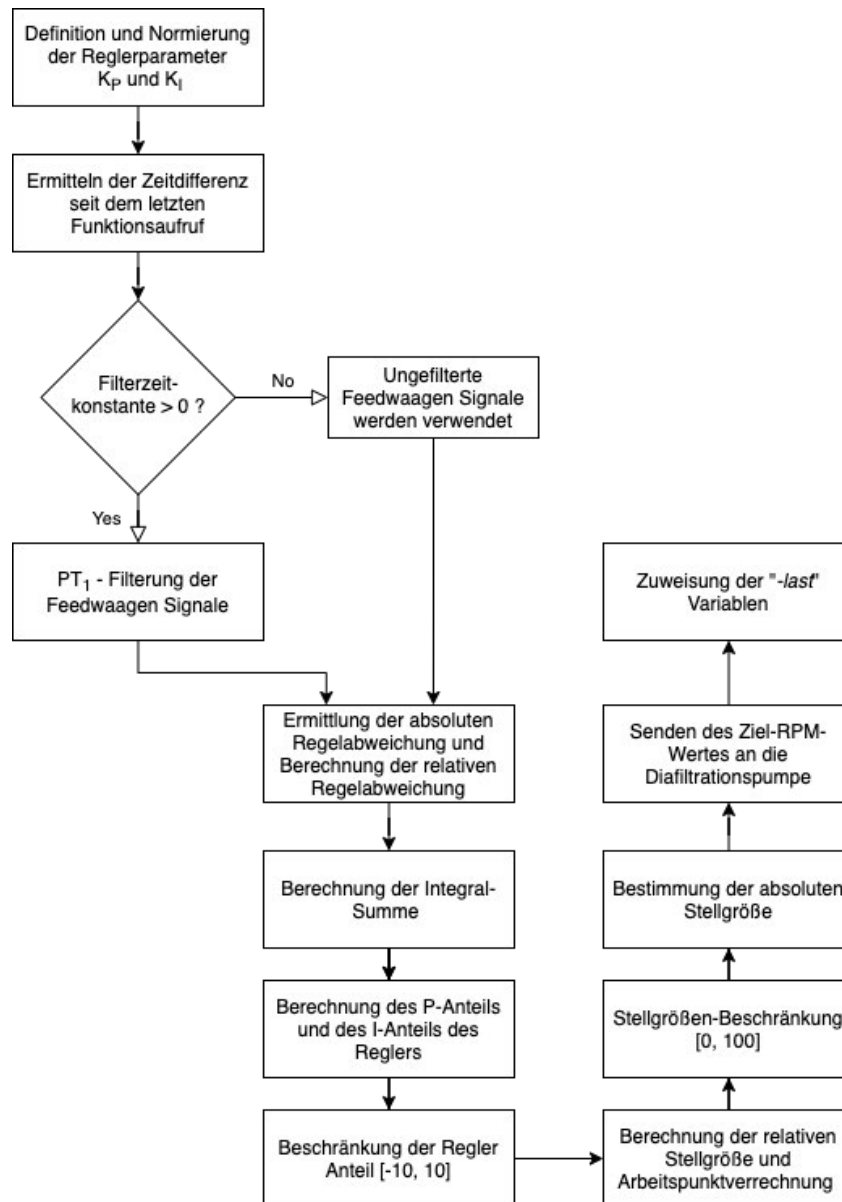 Definition und Normierung
der Reglerparameter
K_P und K_I
Ermitteln der Zeitdifferenz
seit dem letzten
Funktionsaufruf
Filterzeit-
konstante > 0 ?
No
Ungefilterte
Feedwaagen Signale
werden verwendet
Yes
PT_1 - Filterung der
Feedwaagen Signale
Ermittlung der absoluten
Regelabweichung und
Berechnung der relativen
Regelabweichung
Berechnung der Integral-
Summe
Berechnung des P-Anteils
und des I-Anteils des
Reglers
Beschränkung der Regler
Anteil [-10, 10]
Berechnung der relativen
Stellgröße und
Arbeitspunktverrechnung
Stellgrößen-Beschränkung
[0, 100]
Bestimmung der absoluten
Stellgröße
Senden des Ziel-RPM-
Wertes an die
Diafiltrationspumpe
Zuweisung der "-last"
Variablen